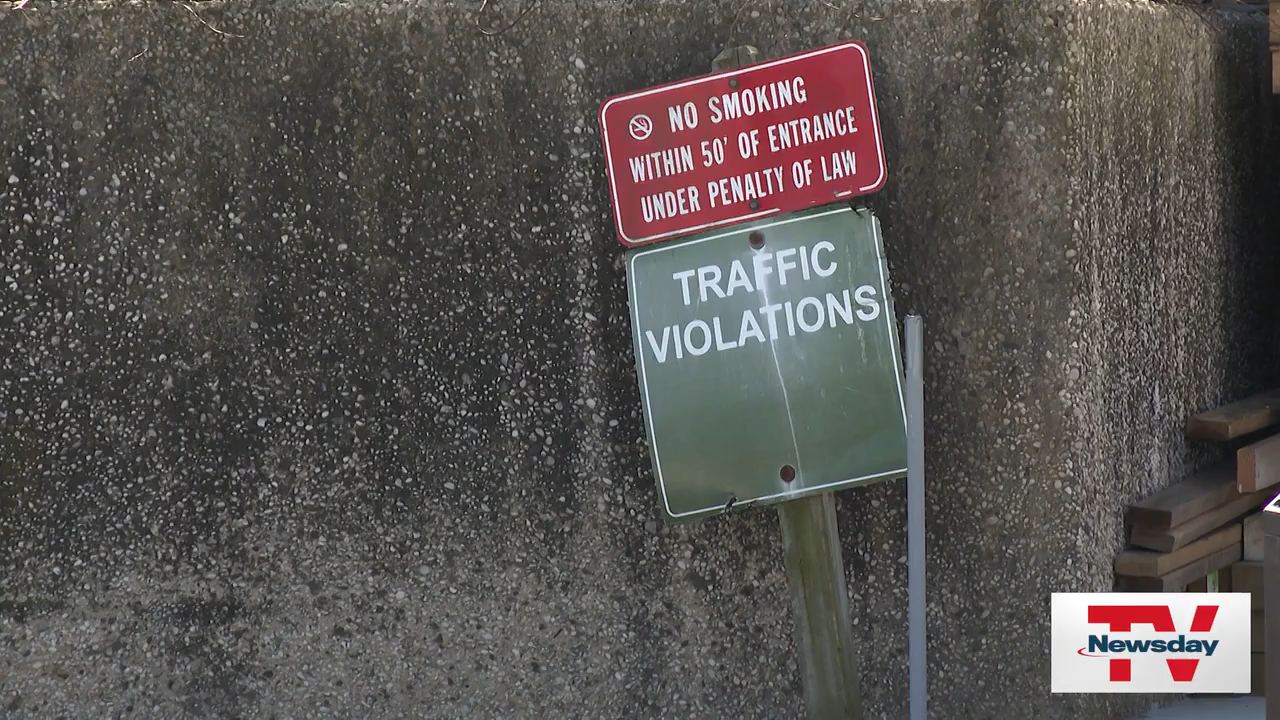 NO SMOKING
WITHIN 50' OF ENTRANCE
UNDER PENALTY OF LAW
TRAFFIC
VIOLATIONS
TV
Newsday